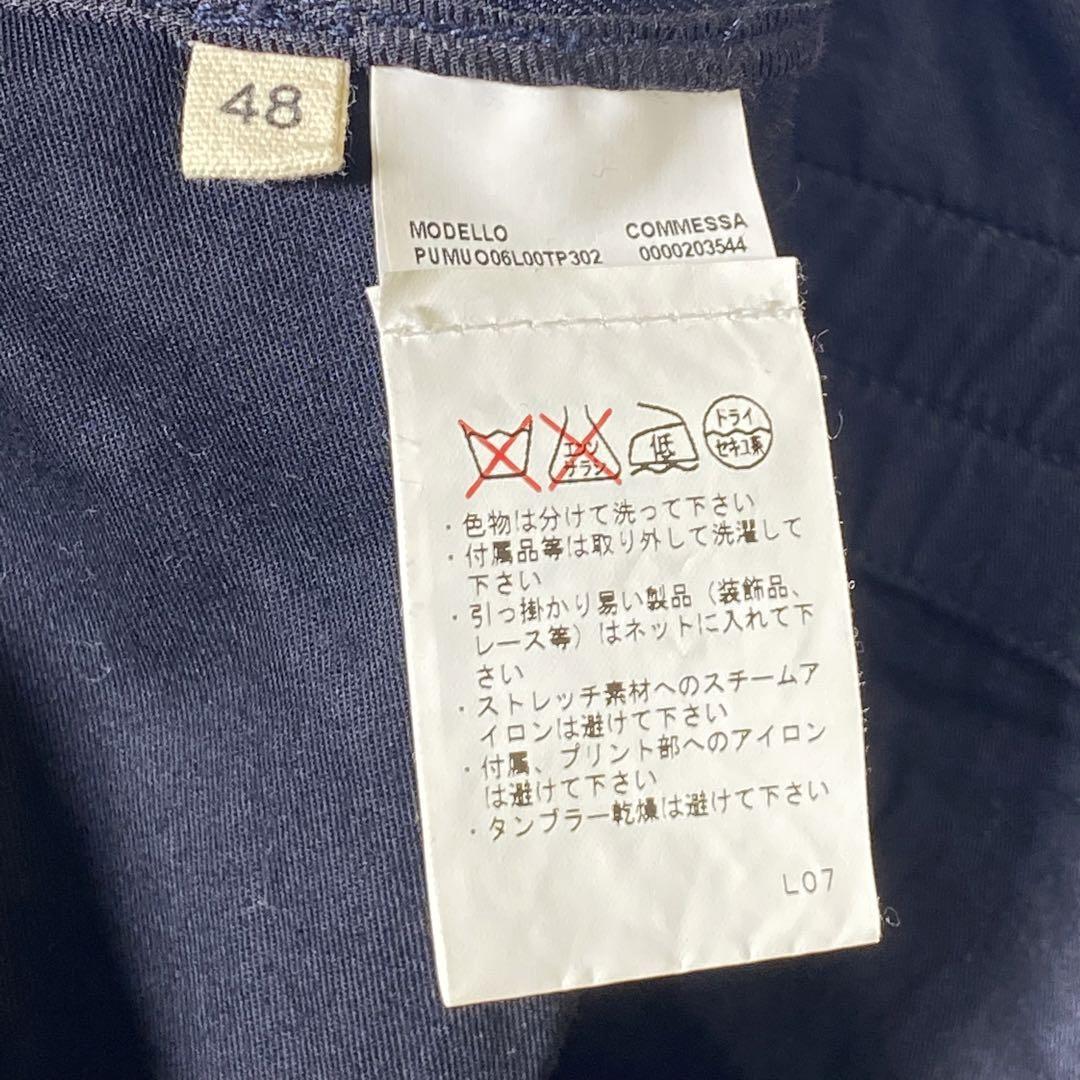 48
MODELLO COMMESSA
PUMUO06L00TP302 0000203544
エンソ
サラシ
低
ドライ
セキユ系
・色物は分けて洗って下さい
・付属品等は取り外して洗濯して
下さい
・引っ掛かり易い製品（装飾品、
レース等）はネットに入れて下
さい
・ストレッチ素材へのスチームア
イロンは避けて下さい
・付属、プリント部へのアイロン
は避けて下さい
・タンブラー乾燥は避けて下さい
L07